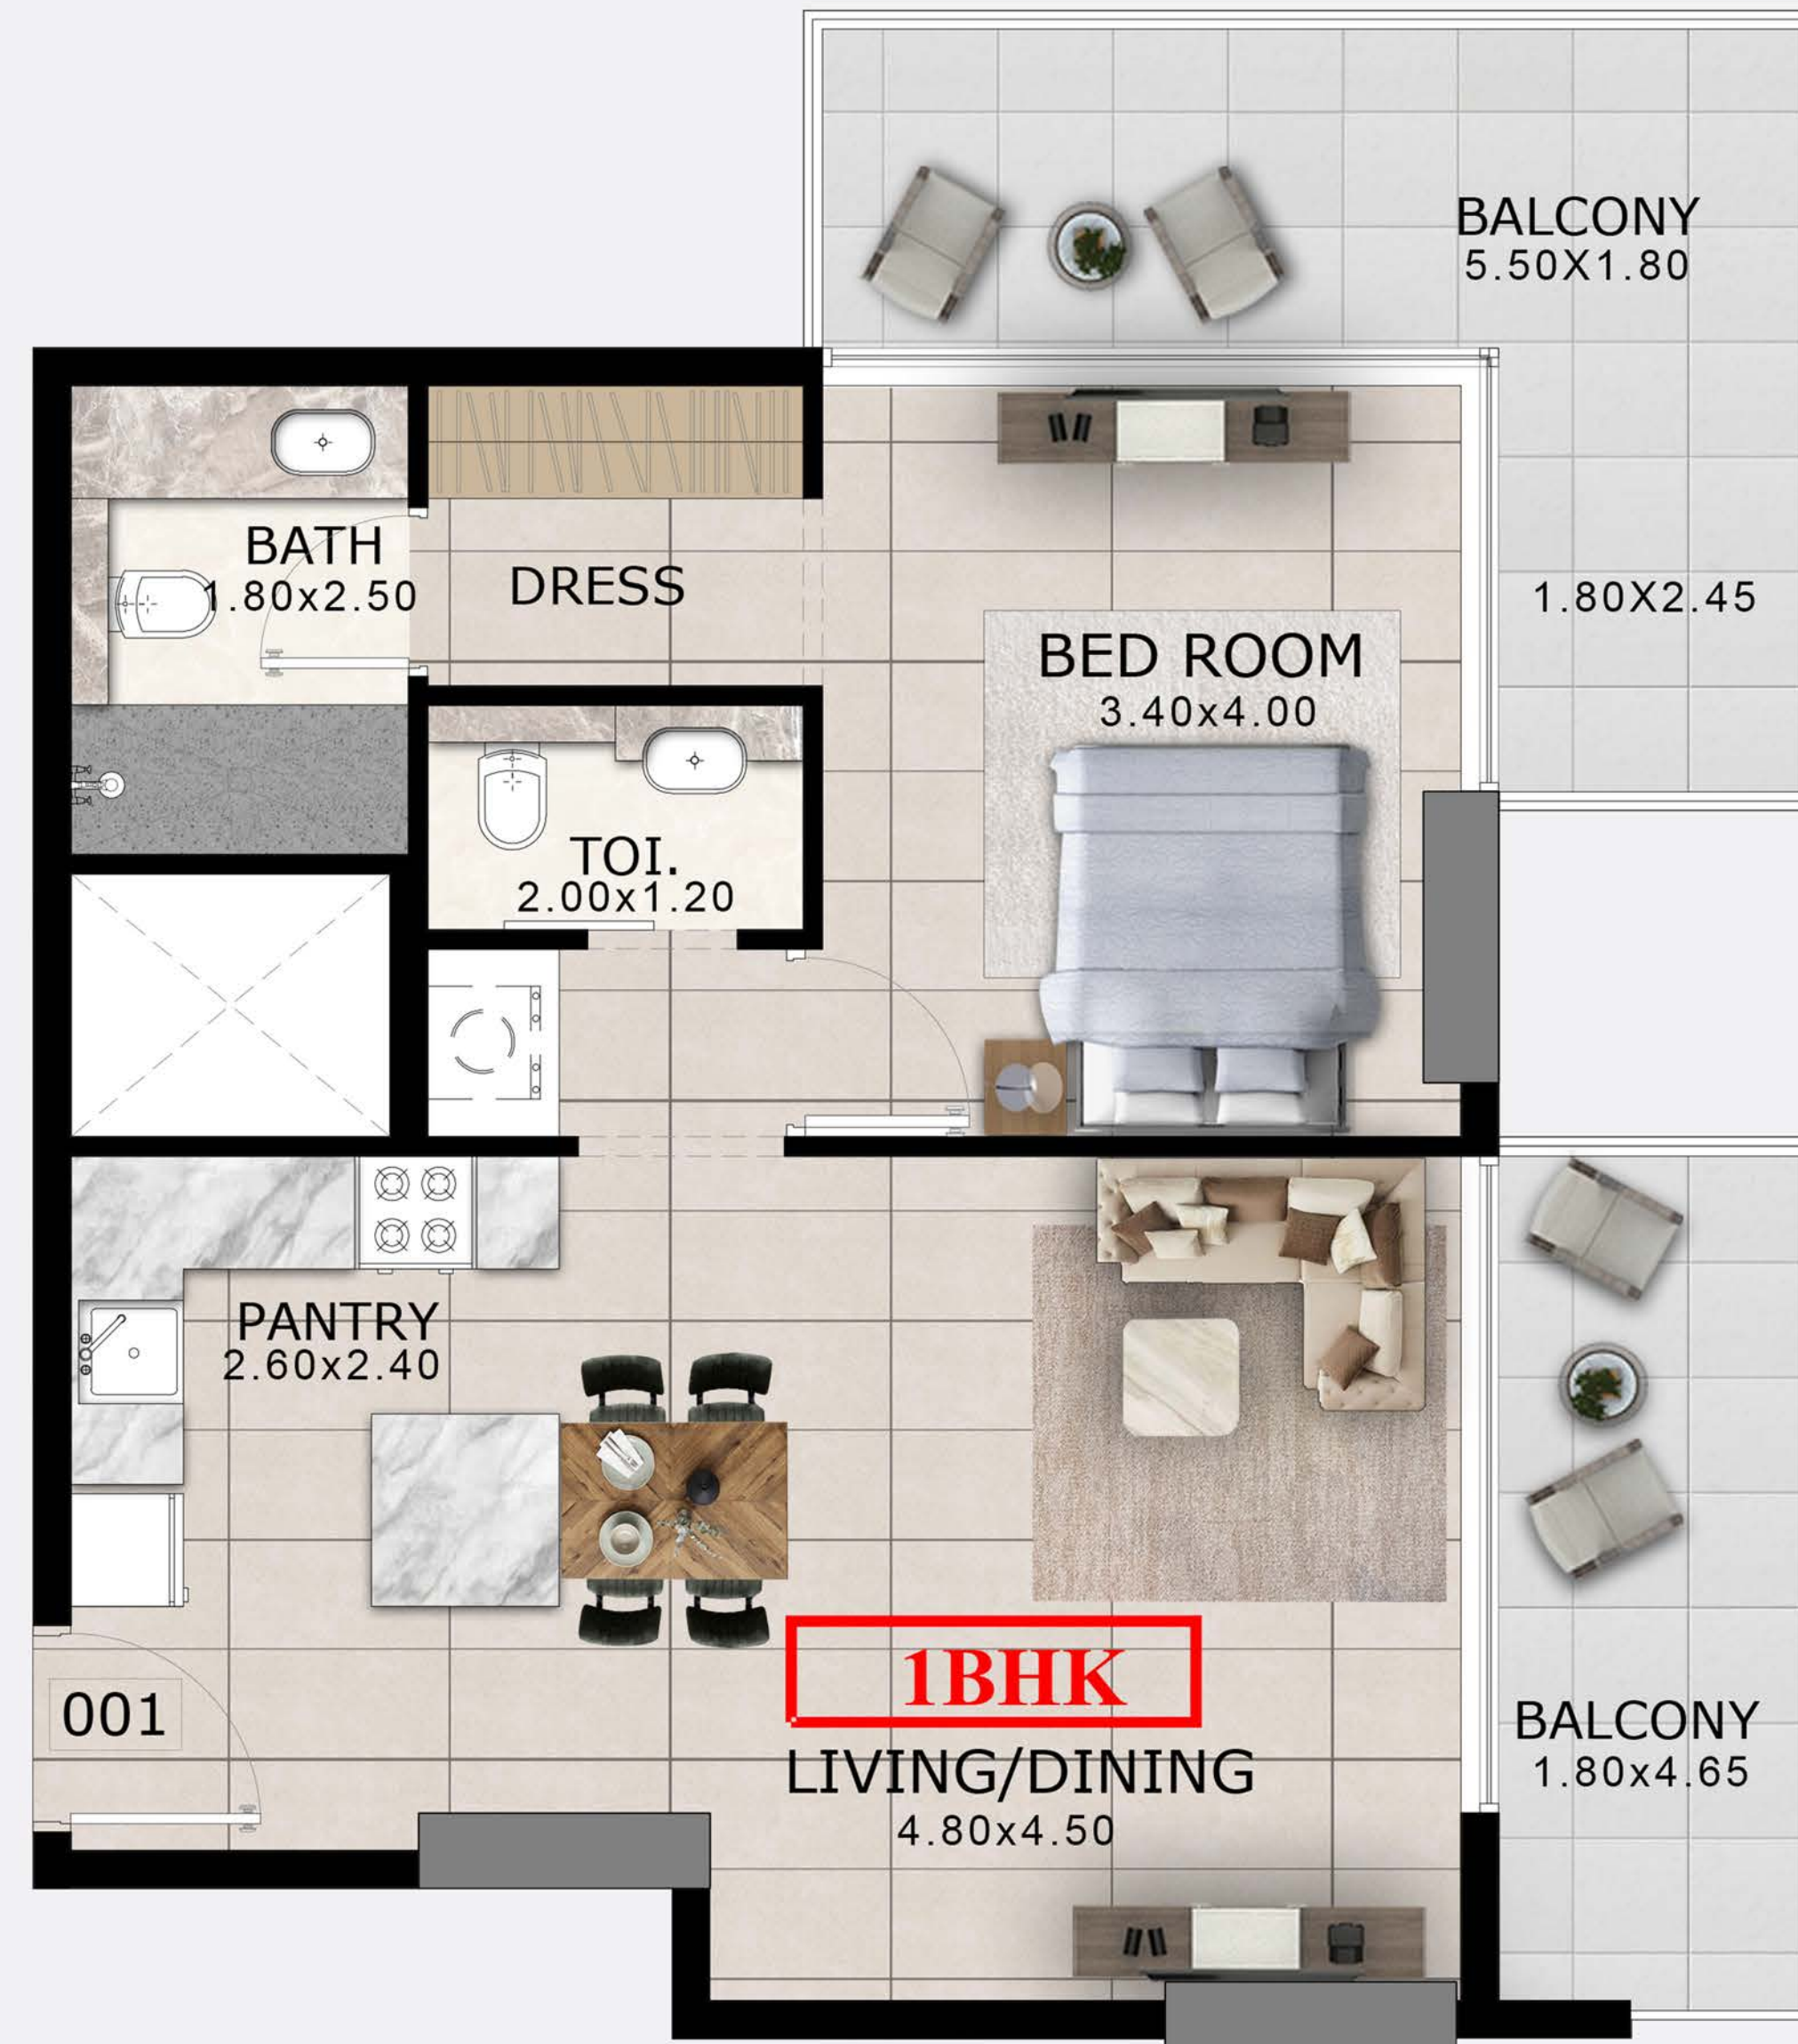 BALCONY
5.50X1.80
BATH
1.80x2.50
DRESS
1.80X2.45
BED ROOM
3.40x4.00
TOI.
2.00x1.20
PANTRY
2.60x2.40
1BHK
001
LIVING/DINING
4.80x4.50
BALCONY
1.80x4.65